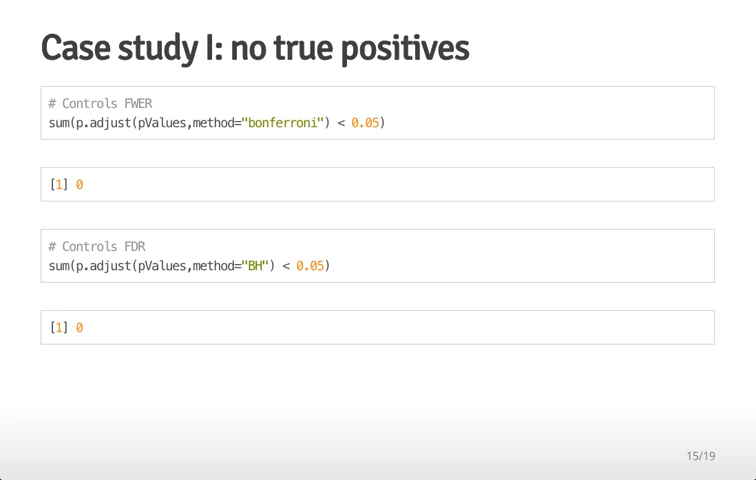 Case study I: no true positives
# Controls FWER
sum(p.adjust(pValues,method="bonferroni") < 0.05)
[1] 0
# Controls FDR
sum(p.adjust(pValues,method="BH") < 0.05)
[1] 0
15/19